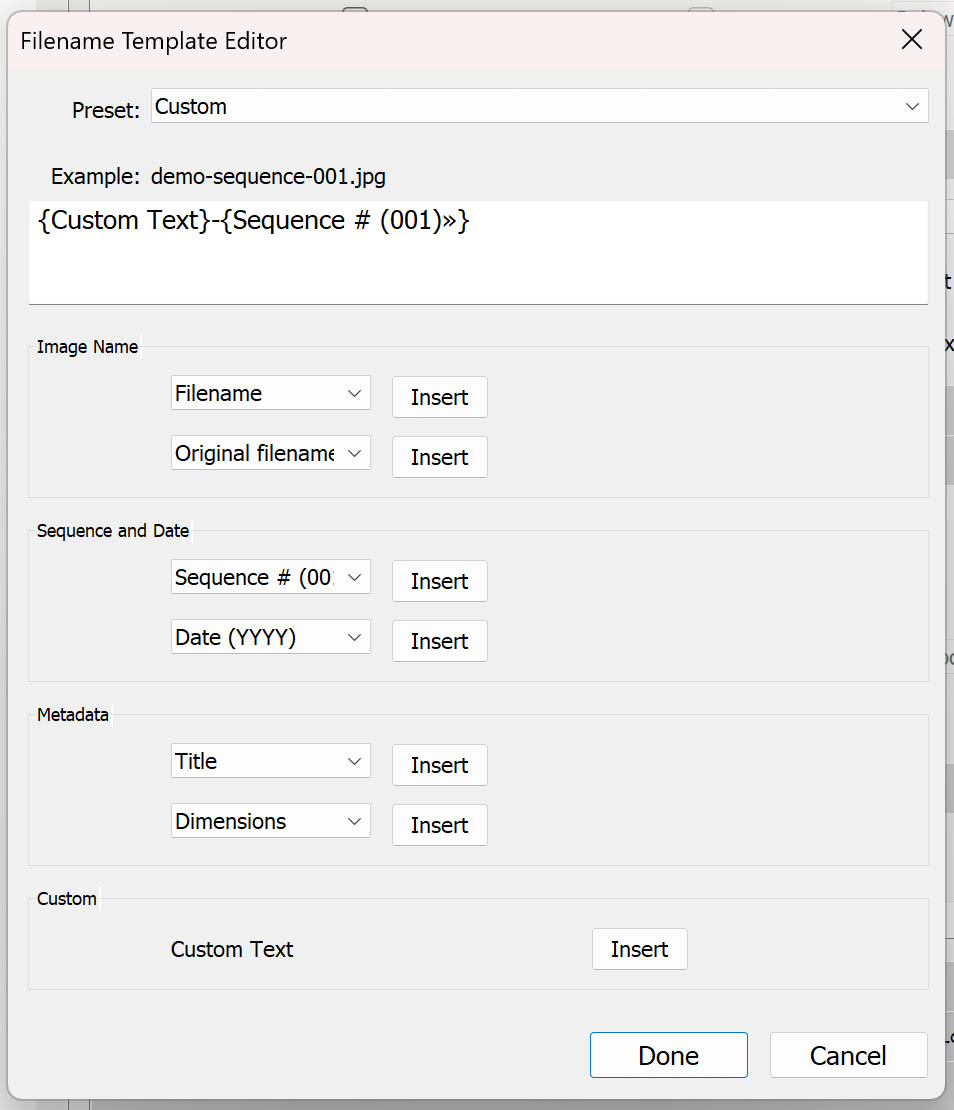 Filename Template Editor
Preset: Custom
Example: demo-sequence-001.jpg
{Custom Text}-{Sequence # (001)»}
Image Name
Filename Insert
Original filename Insert
Sequence and Date
Sequence # (001 Insert
Date (YYYY) Insert
Metadata
Title Insert
Dimensions Insert
Custom
Custom Text Insert
Done Cancel